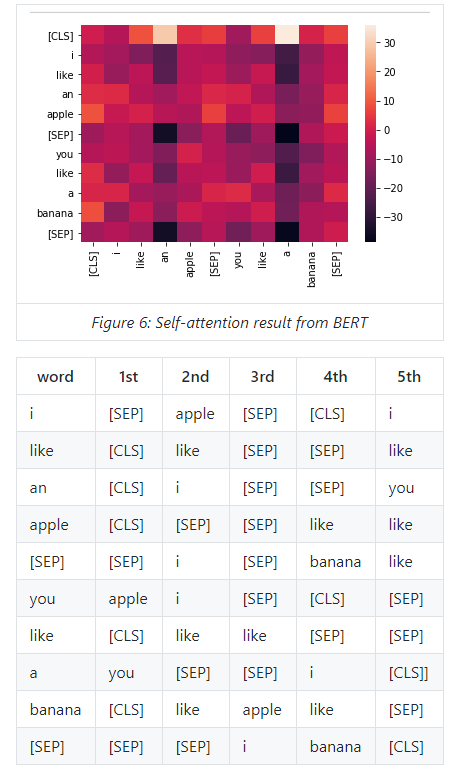 [CLS]
i
like
an
apple
[SEP]
you
like
a
banana
[SEP]
30
20
10
0
−10
−20
−30
[CLS]
i
like
an
apple
[SEP]
you
like
a
banana
[SEP]
Figure 6: Self-attention result from BERT
word 1st 2nd 3rd 4th 5th
i [SEP] apple [SEP] [CLS] i
like [CLS] like [SEP] [SEP] like
an [CLS] i [SEP] [SEP] you
apple [CLS] [SEP] [SEP] like like
[SEP] [SEP] i [SEP] banana like
you apple i [SEP] [CLS] [SEP]
like [CLS] like like [SEP] [SEP]
a you [SEP] [SEP] i [CLS]]
banana [CLS] like apple like [SEP]
[SEP] [SEP] [SEP] i banana [CLS]